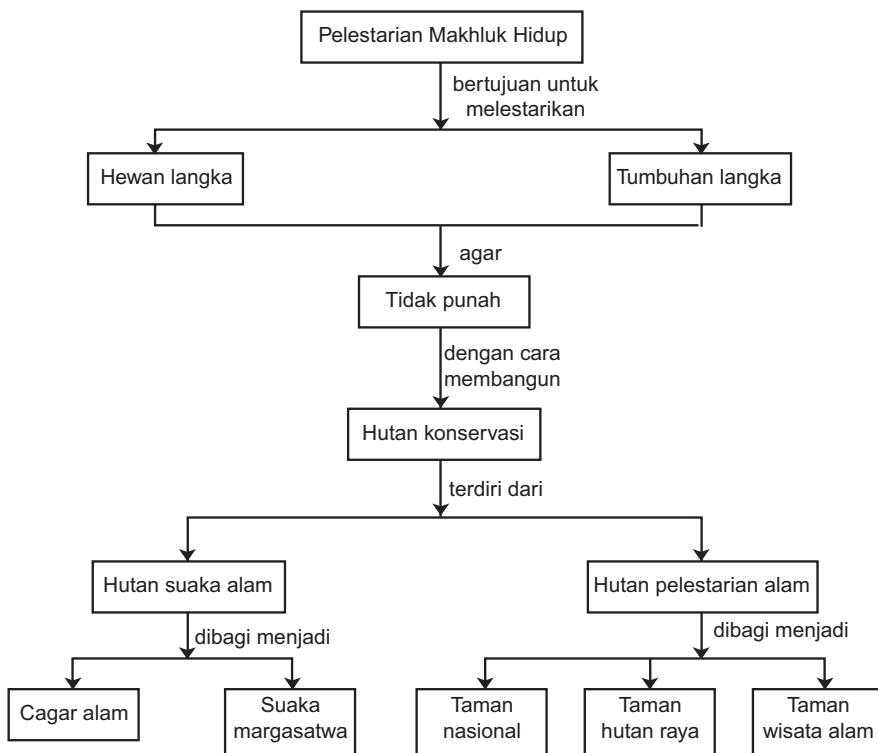 Pelestarian Makhluk Hidup
bertujuan untuk
melestarikan
Hewan langka
Tumbuhan langka
agar
Tidak punah
dengan cara
membangun
Hutan konservasi
terdiri dari
Hutan suaka alam
Hutan pelestarian alam
dibagi menjadi
dibagi menjadi
Cagar alam
Suaka
margasatwa
Taman
nasional
Taman
hutan raya
Taman
wisata alam